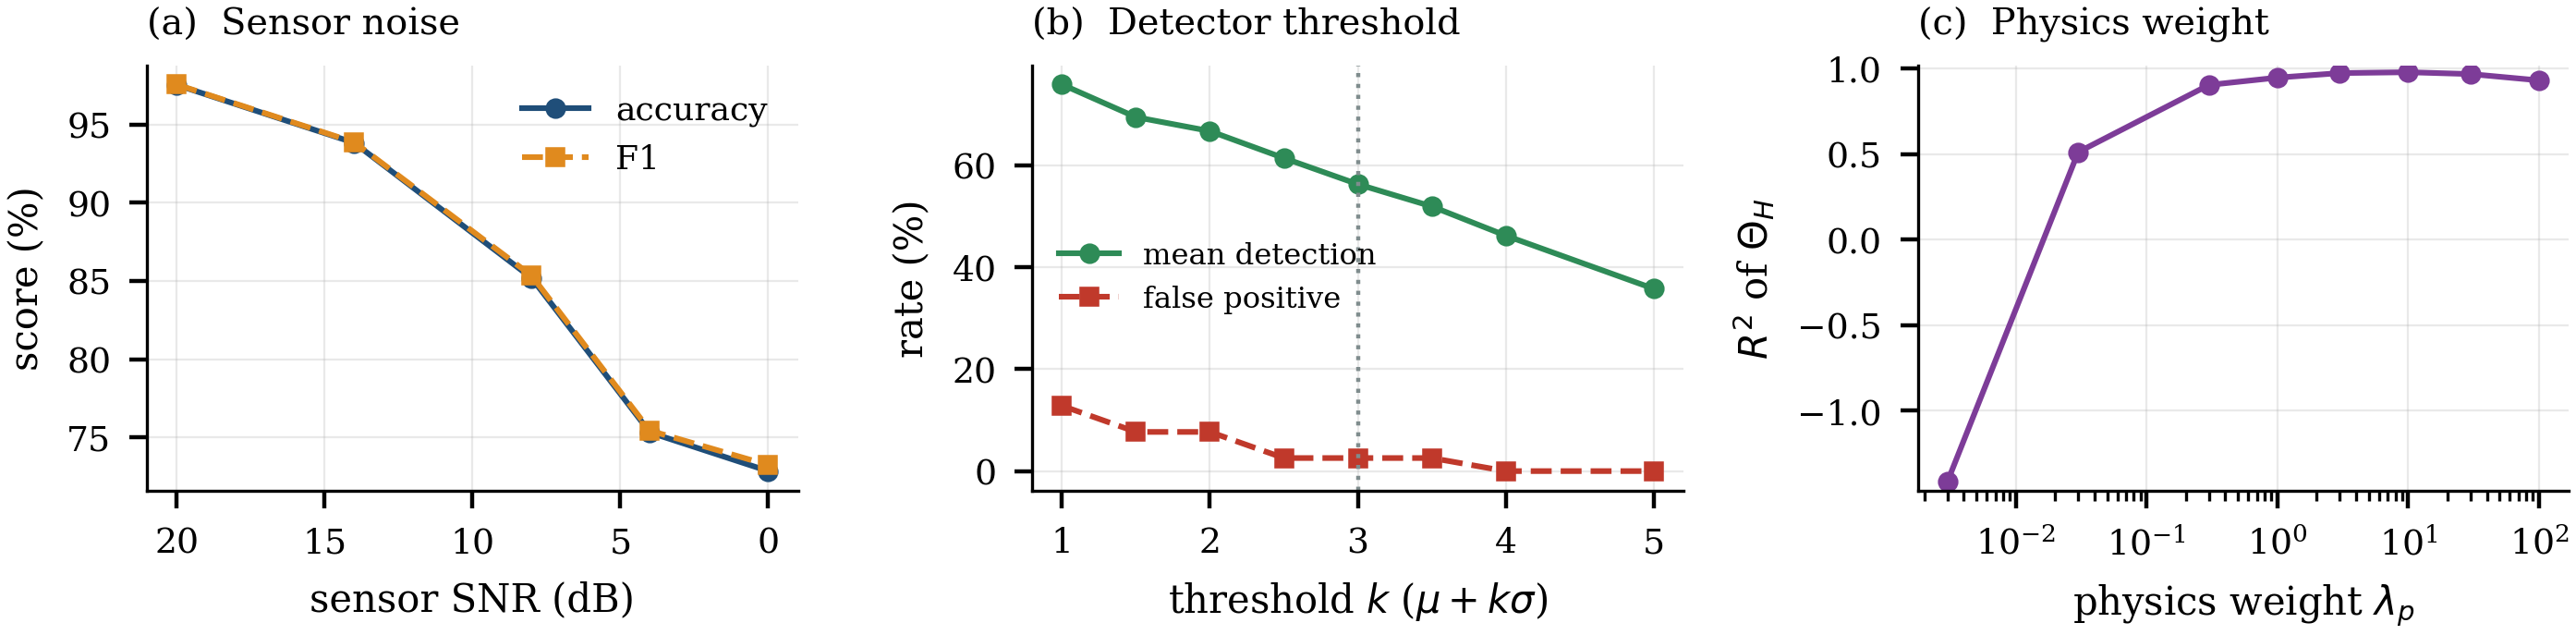 (a) Sensor noise
score (%)
95
90
85
80
75
accuracy
F1
20 15 10 5 0
sensor SNR (dB)
(b) Detector threshold
rate (%)
60
40
20
0
mean detection
false positive
1 2 3 4 5
threshold k (μ + kσ)
(c) Physics weight
R² of Θ_H
1.0
0.5
0.0
−0.5
−1.0
10⁻² 10⁻¹ 10⁰ 10¹ 10²
physics weight λ_p